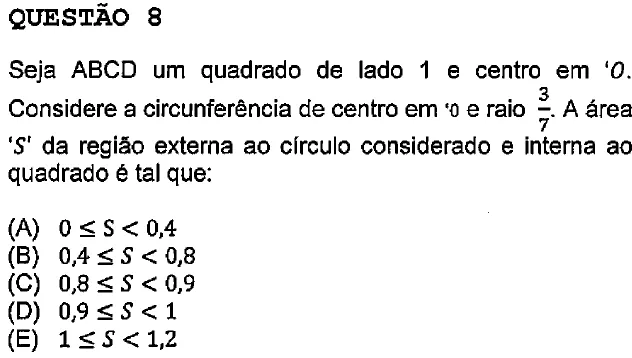 QUESTÃO 8
Seja ABCD um quadrado de lado 1 e centro em 'O.
Considere a circunferência de centro em '0 e raio 3/7. A área
'S' da região externa ao círculo considerado e interna ao
quadrado é tal que:
(A) 0 ≤ S < 0,4
(B) 0,4 ≤ S < 0,8
(C) 0,8 ≤ S < 0,9
(D) 0,9 ≤ S < 1
(E) 1 ≤ S < 1,2